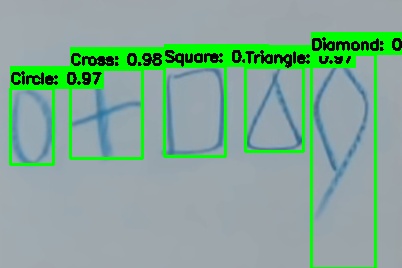 Circle: 0.97
Cross: 0.98
Square: 0.
Triangle: 0.97
Diamond: 0